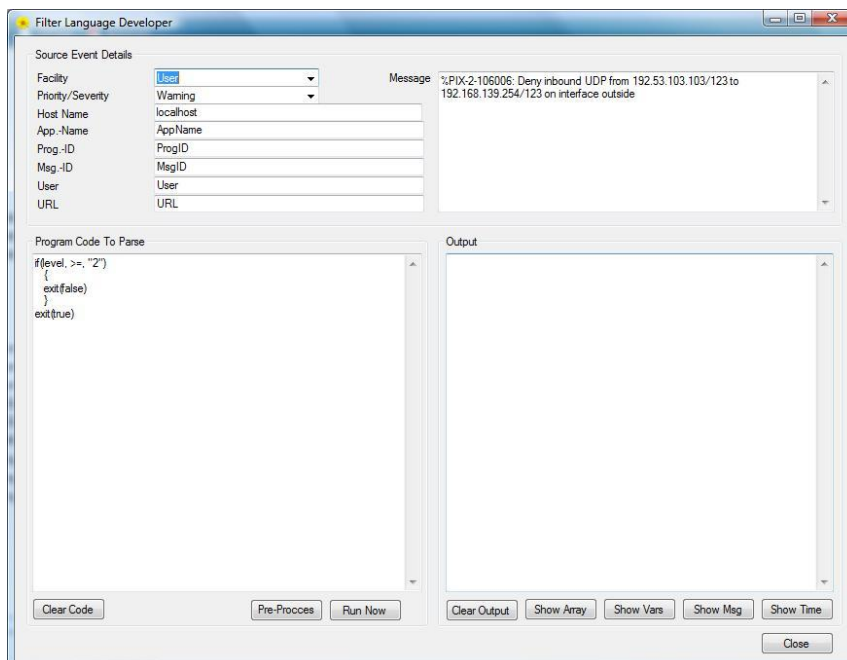 Filter Language Developer
Source Event Details
Facility User
Priority/Severity Warning
Host Name localhost
App.-Name AppName
Prog.-ID ProgID
Msg.-ID MsgID
User User
URL URL
Message %PIX-2-106006: Deny inbound UDP from 192.53.103.103/123 to
192.168.139.254/123 on interface outside
Program Code To Parse
if(level, >=, "2")
{
exit(false)
}
exit(true)
Clear Code Pre-Procces Run Now
Output
Clear Output Show Array Show Vars Show Msg Show Time
Close